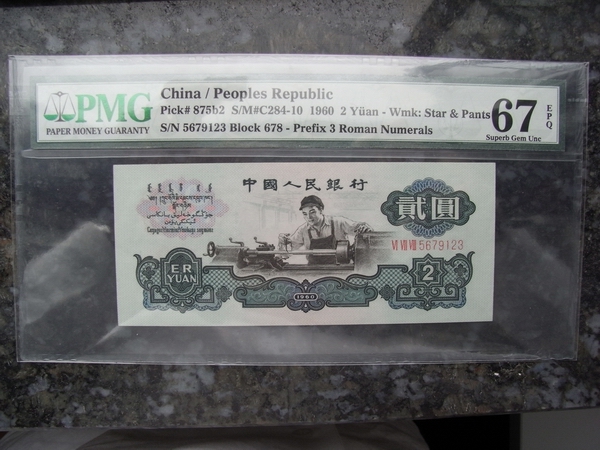 PMG
PAPER MONEY GUARANTY
China / Peoples Republic
Pick# 875b2 S/M#C284-10 1960 2 Yüan - Wmk: Star & Pants
S/N 5679123 Block 678 - Prefix 3 Roman Numerals
67
EPQ
Superb Gem Unc
中國人民銀行
貳圓
VI VII VIII 5679123
ER
YUAN
2
1960